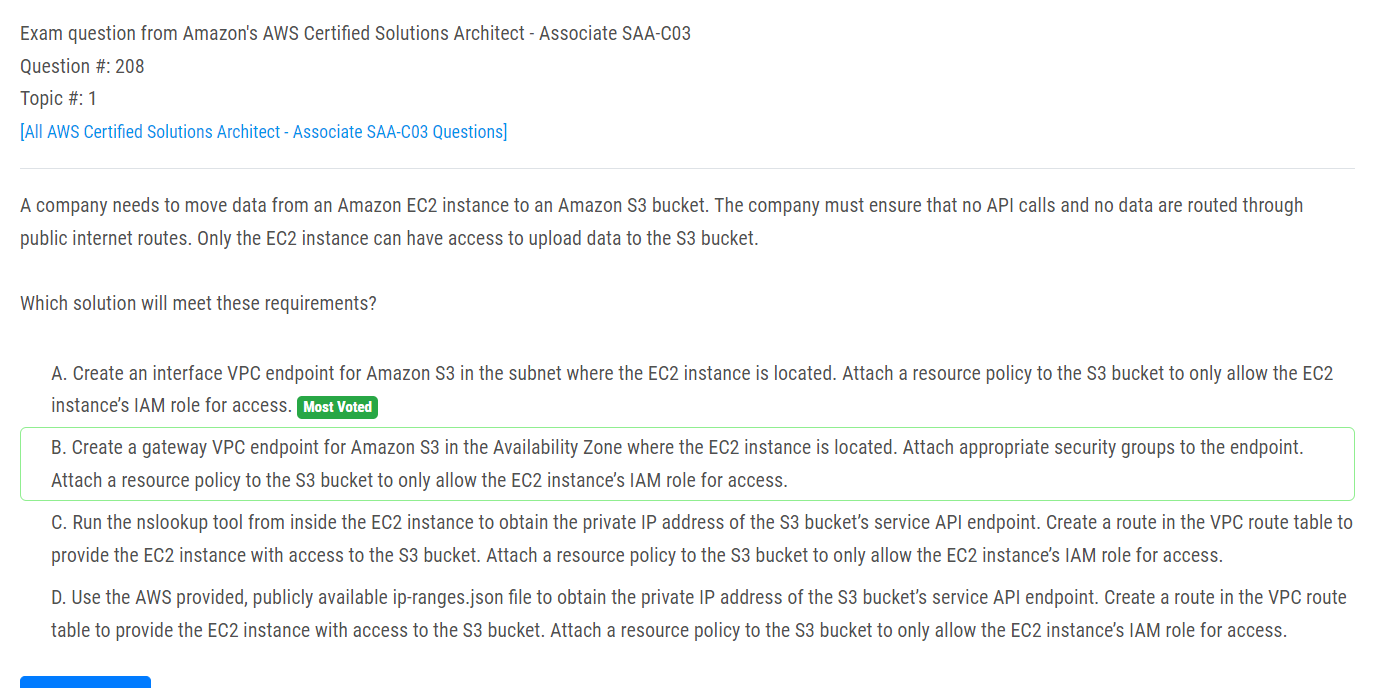 Exam question from Amazon's AWS Certified Solutions Architect - Associate SAA-C03
Question #: 208
Topic #: 1
[All AWS Certified Solutions Architect - Associate SAA-C03 Questions]
A company needs to move data from an Amazon EC2 instance to an Amazon S3 bucket. The company must ensure that no API calls and no data are routed through
public internet routes. Only the EC2 instance can have access to upload data to the S3 bucket.
Which solution will meet these requirements?
A. Create an interface VPC endpoint for Amazon S3 in the subnet where the EC2 instance is located. Attach a resource policy to the S3 bucket to only allow the EC2
instance’s IAM role for access. Most Voted
B. Create a gateway VPC endpoint for Amazon S3 in the Availability Zone where the EC2 instance is located. Attach appropriate security groups to the endpoint.
Attach a resource policy to the S3 bucket to only allow the EC2 instance’s IAM role for access.
C. Run the nslookup tool from inside the EC2 instance to obtain the private IP address of the S3 bucket’s service API endpoint. Create a route in the VPC route table to
provide the EC2 instance with access to the S3 bucket. Attach a resource policy to the S3 bucket to only allow the EC2 instance’s IAM role for access.
D. Use the AWS provided, publicly available ip-ranges.json file to obtain the private IP address of the S3 bucket’s service API endpoint. Create a route in the VPC route
table to provide the EC2 instance with access to the S3 bucket. Attach a resource policy to the S3 bucket to only allow the EC2 instance’s IAM role for access.